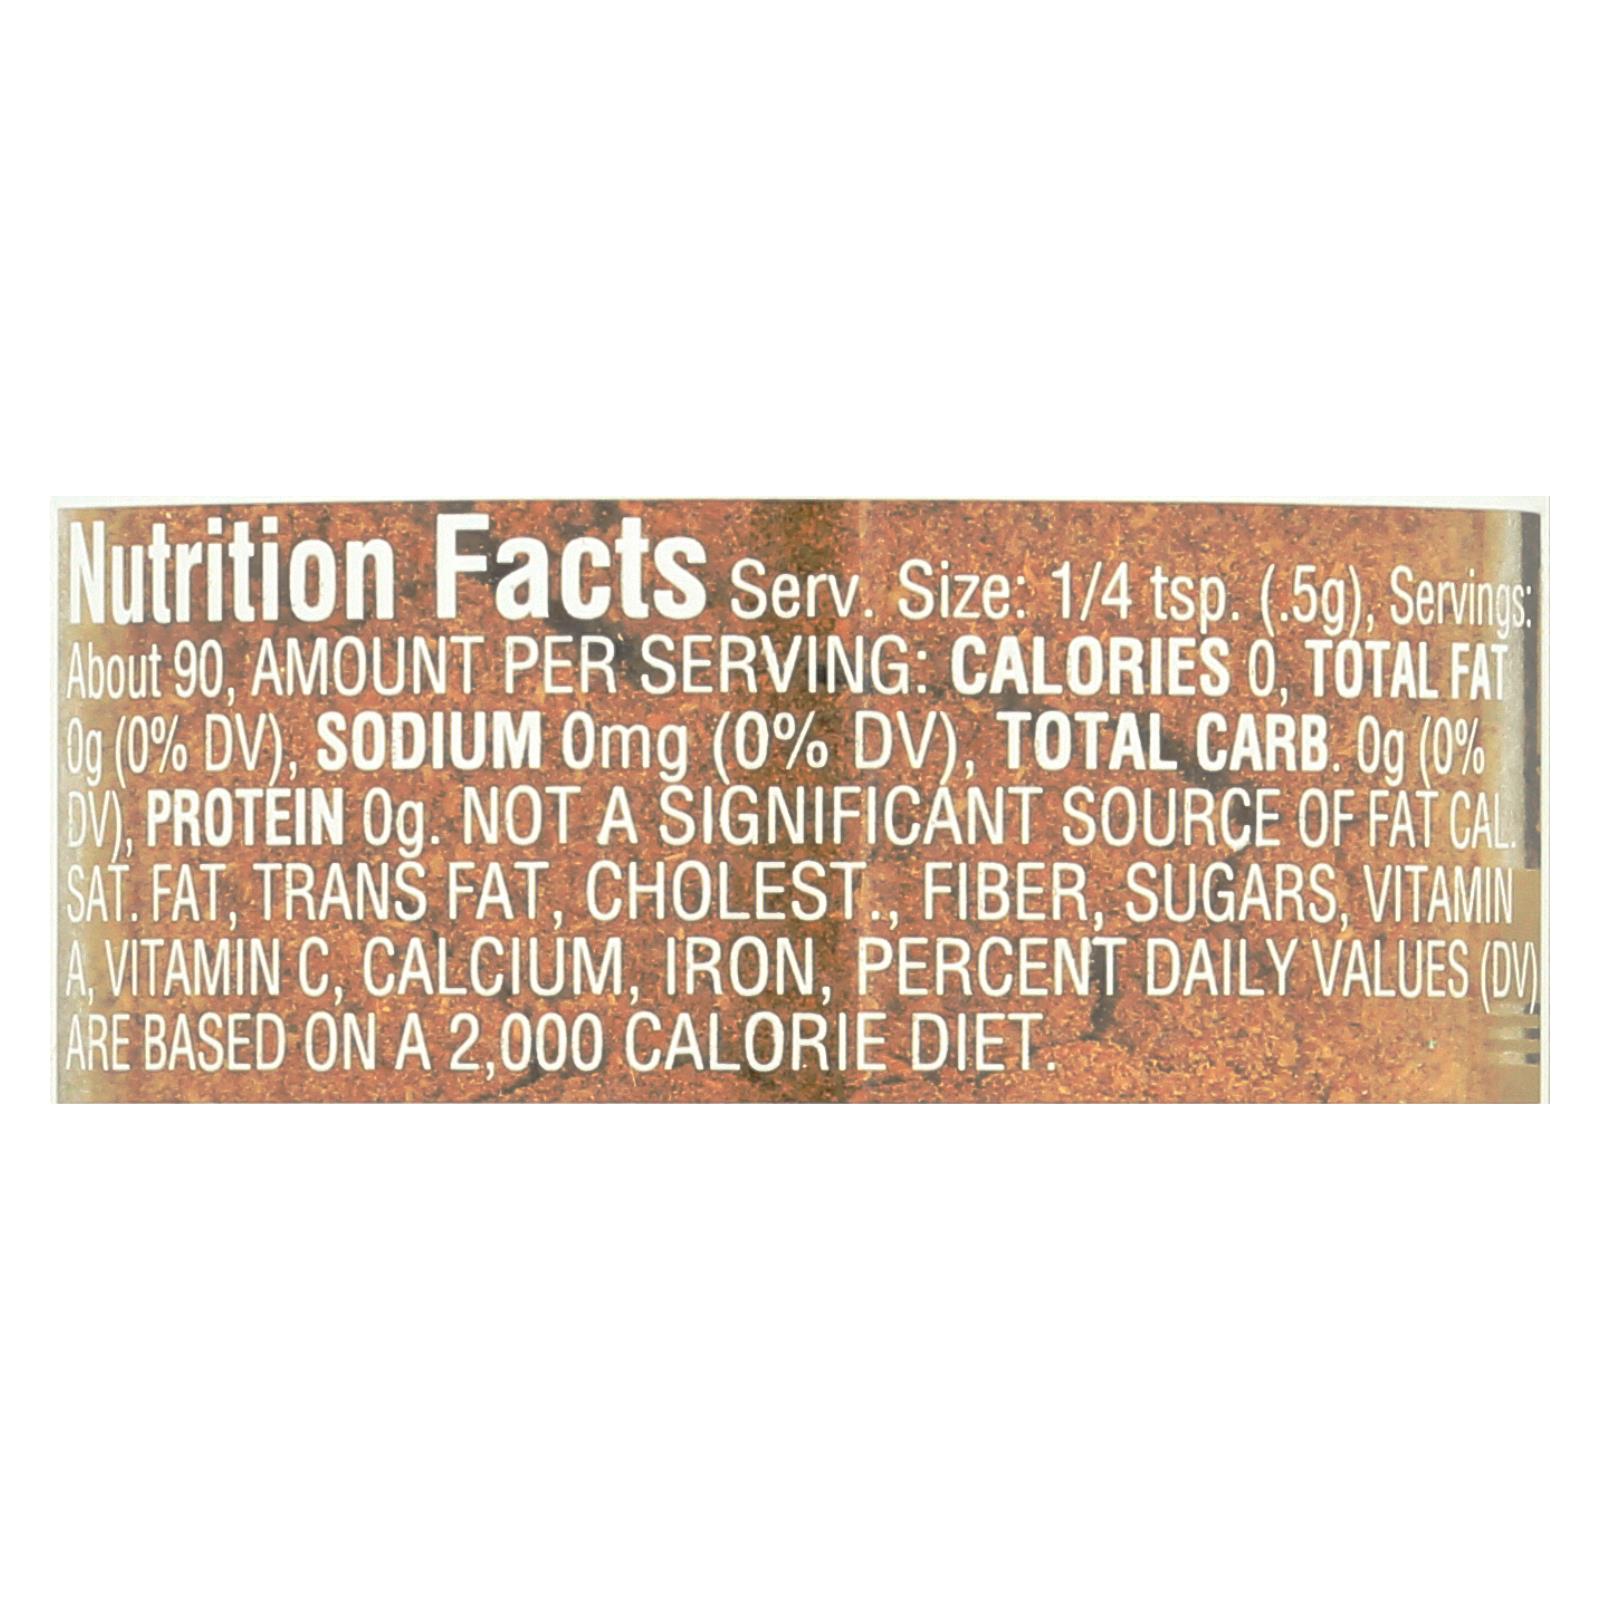 Nutrition Facts Serv. Size: 1/4 tsp. (.5g), Servings:
About 90, AMOUNT PER SERVING: CALORIES 0, TOTAL FAT
0g (0% DV), SODIUM 0mg (0% DV), TOTAL CARB. 0g (0%
DV), PROTEIN 0g. NOT A SIGNIFICANT SOURCE OF FAT CAL.
SAT. FAT, TRANS FAT, CHOLEST., FIBER, SUGARS, VITAMIN
A, VITAMIN C, CALCIUM, IRON, PERCENT DAILY VALUES (DV)
ARE BASED ON A 2,000 CALORIE DIET.